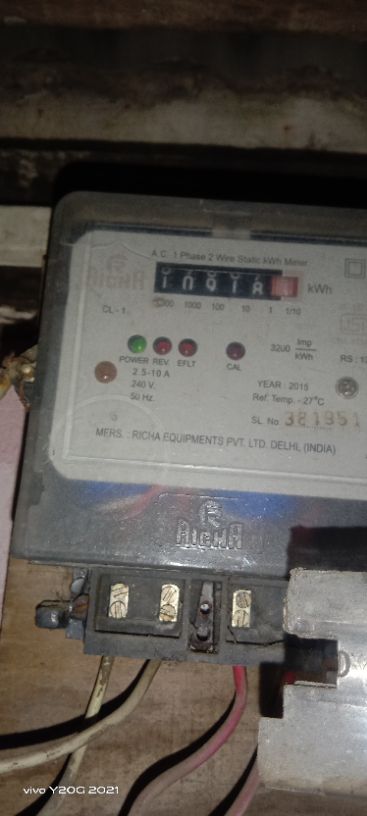 A.C. 1 Phase 2 Wire Static kWh Meter
RICHA
kWh
CL - 1
1000 100 10 1 1/10
3200 Imp/kWh
POWER REV. EFLT CAL
2.5-10 A
240 V.
50 Hz.
YEAR : 2015
Ref. Temp. - 27°C
SL. No 381951
MERS. : RICHA EQUIPMENTS PVT. LTD. DELHI, (INDIA)
RICHA
vivo Y20G 2021